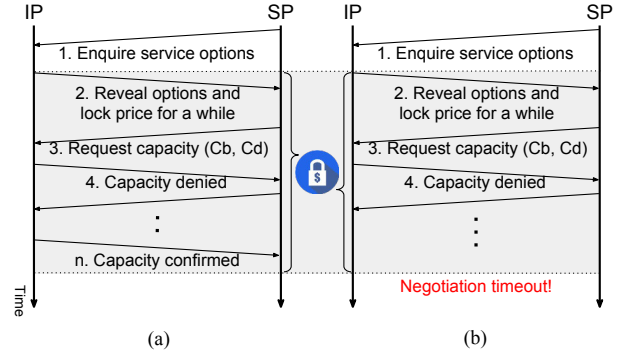 IP SP
1. Enquire service options
2. Reveal options and
lock price for a while
3. Request capacity (Cb, Cd)
4. Capacity denied
n. Capacity confirmed
Time
(a)
$
IP SP
1. Enquire service options
2. Reveal options and
lock price for a while
3. Request capacity (Cb, Cd)
4. Capacity denied
Negotiation timeout!
(b)